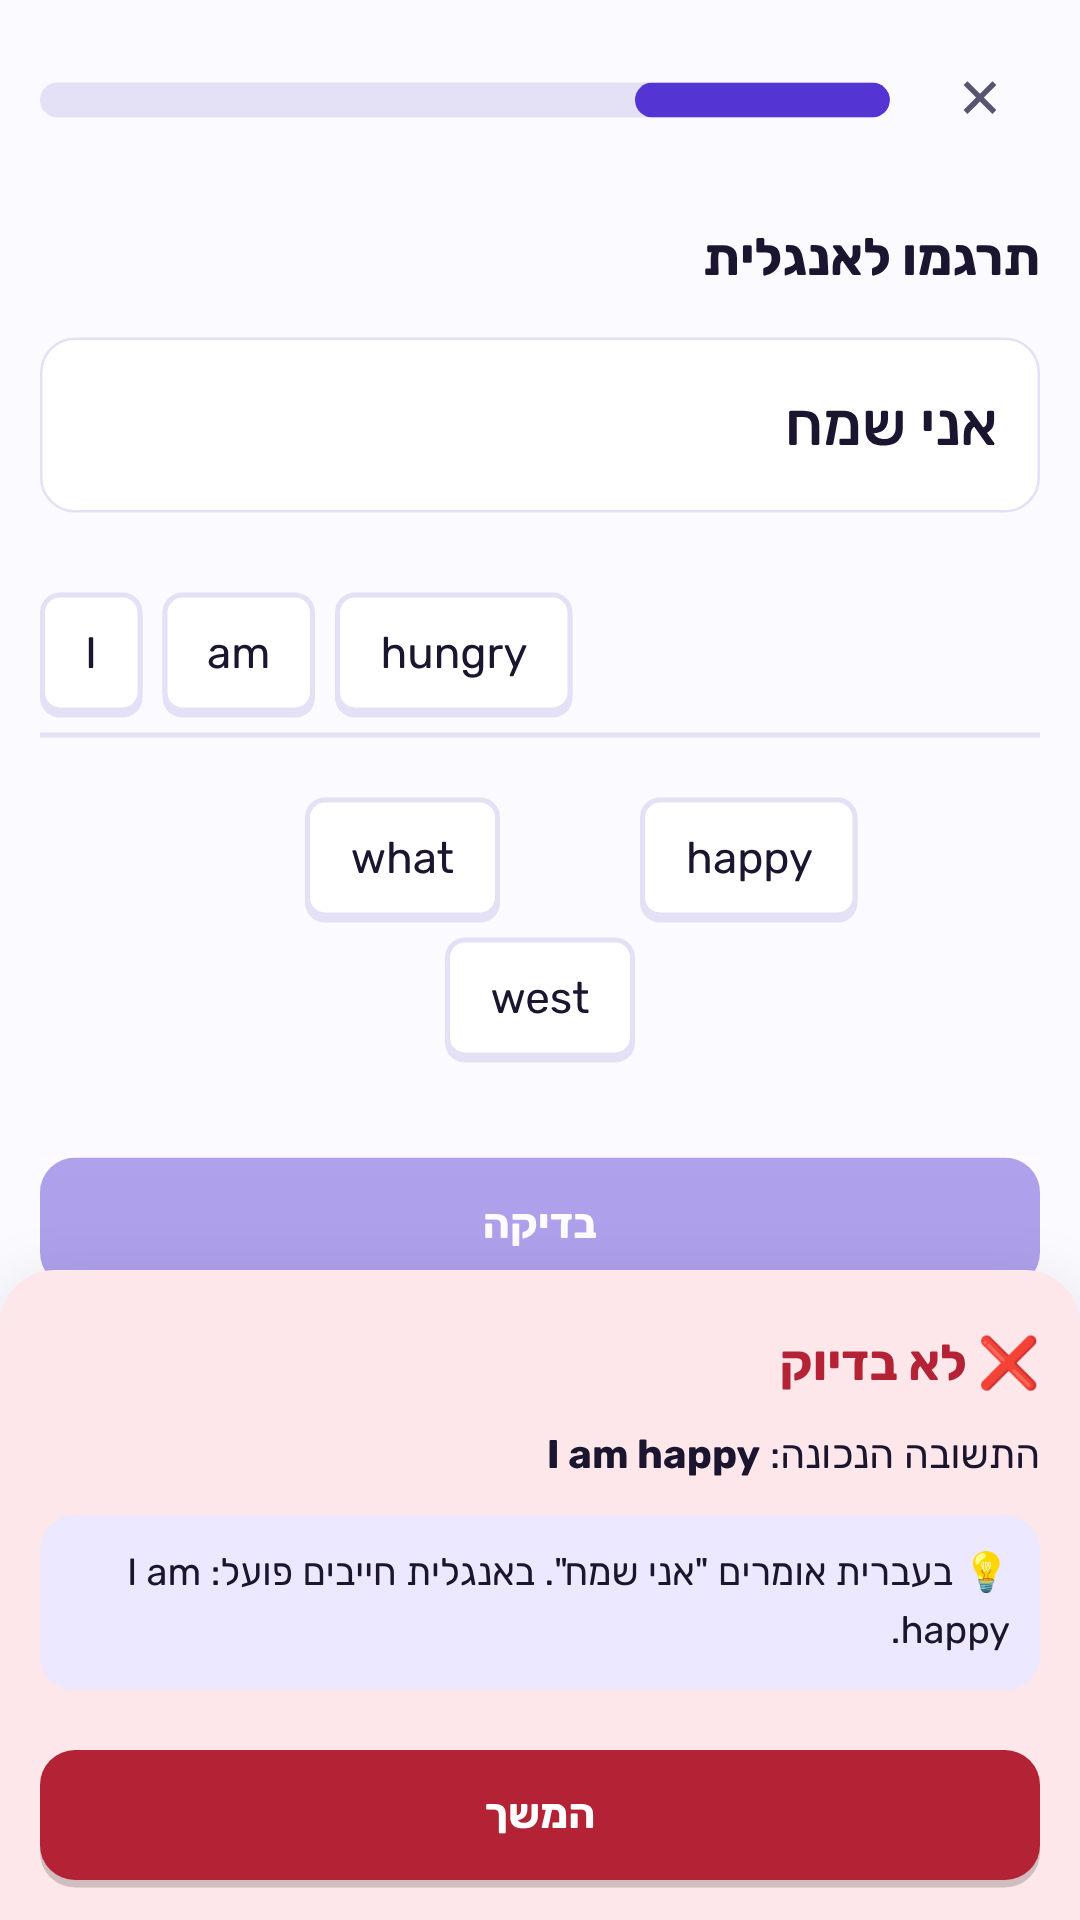 תרגמו לאנגלית
אני שמח
I am hungry
what happy
west
בדיקה
❌ לא בדיוק
התשובה הנכונה: I am happy
💡 בעברית אומרים "אני שמח". באנגלית חייבים פועל: I am
happy.
המשך